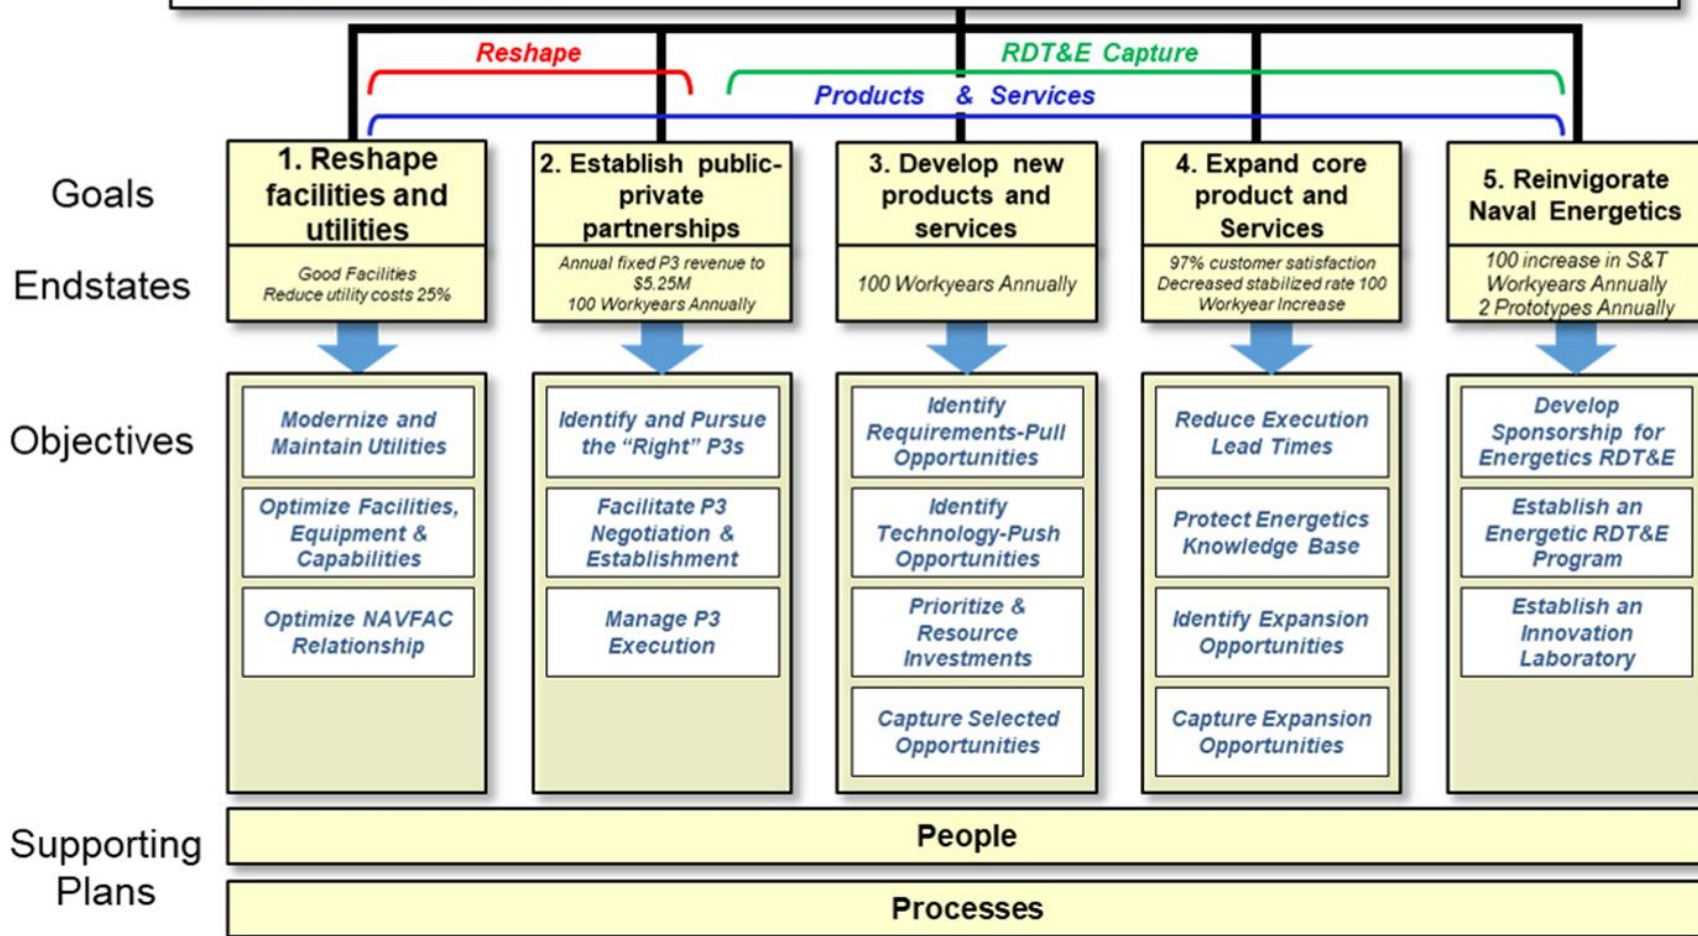 Reshape
RDT&E Capture
Products & Services
Goals
1. Reshape
facilities and
utilities
2. Establish public-
private
partnerships
3. Develop new
products and
services
4. Expand core
product and
Services
5. Reinvigorate
Naval Energetics
Endstates
Good Facilities
Reduce utility costs 25%
Annual fixed P3 revenue to
$5.25M
100 Workyears Annually
100 Workyears Annually
97% customer satisfaction
Decreased stabilized rate 100
Workyear Increase
100 increase in S&T
Workyears Annually
2 Prototypes Annually
Objectives
Modernize and
Maintain Utilities
Optimize Facilities,
Equipment &
Capabilities
Optimize NAVFAC
Relationship
Identify and Pursue
the “Right” P3s
Facilitate P3
Negotiation &
Establishment
Manage P3
Execution
Identify
Requirements-Pull
Opportunities
Identify
Technology-Push
Opportunities
Prioritize &
Resource
Investments
Capture Selected
Opportunities
Reduce Execution
Lead Times
Protect Energetics
Knowledge Base
Identify Expansion
Opportunities
Capture Expansion
Opportunities
Develop
Sponsorship for
Energetics RDT&E
Establish an
Energetic RDT&E
Program
Establish an
Innovation
Laboratory
Supporting
Plans
People
Processes